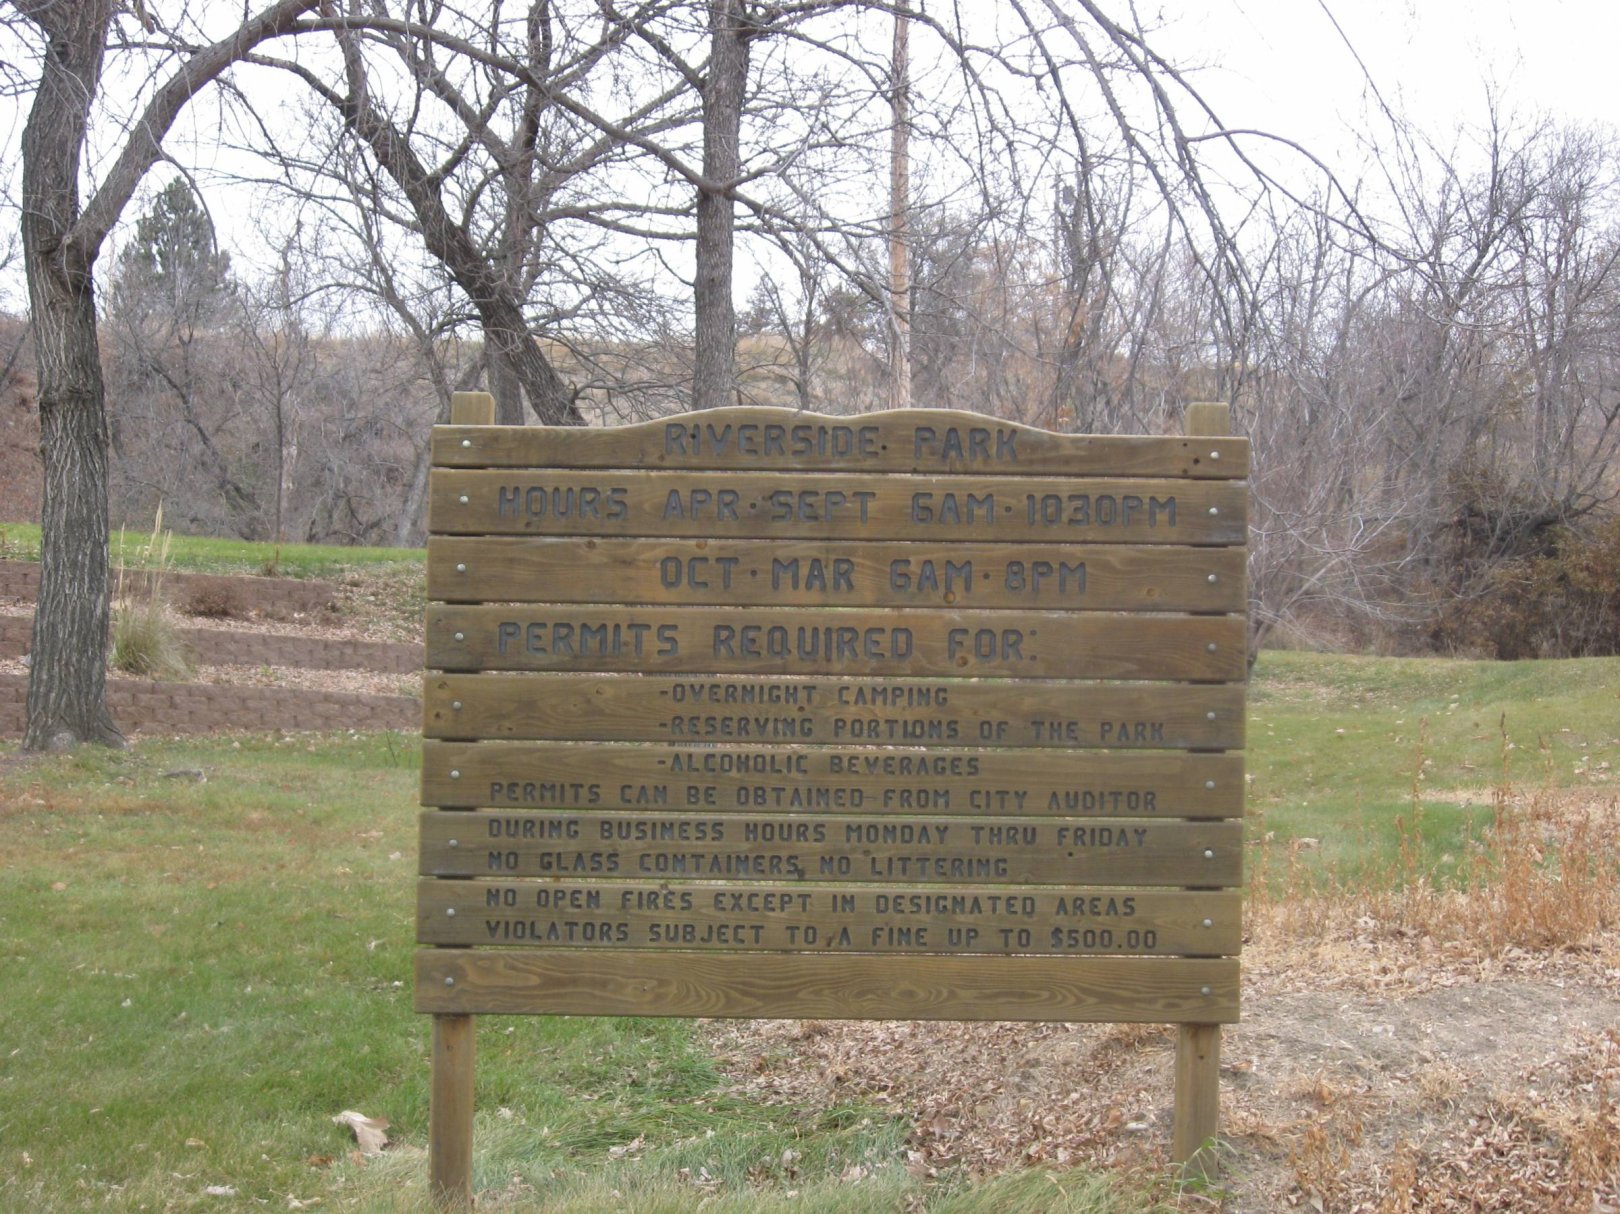 RIVERSIDE PARK
HOURS APR·SEPT 6AM·1030PM
OCT·MAR 6AM·8PM
PERMITS REQUIRED FOR:
-OVERNIGHT CAMPING
-RESERVING PORTIONS OF THE PARK
-ALCOHOLIC BEVERAGES
PERMITS CAN BE OBTAINED FROM CITY AUDITOR
DURING BUSINESS HOURS MONDAY THRU FRIDAY
NO GLASS CONTAINERS, NO LITTERING
NO OPEN FIRES EXCEPT IN DESIGNATED AREAS
VIOLATORS SUBJECT TO A FINE UP TO $500.00